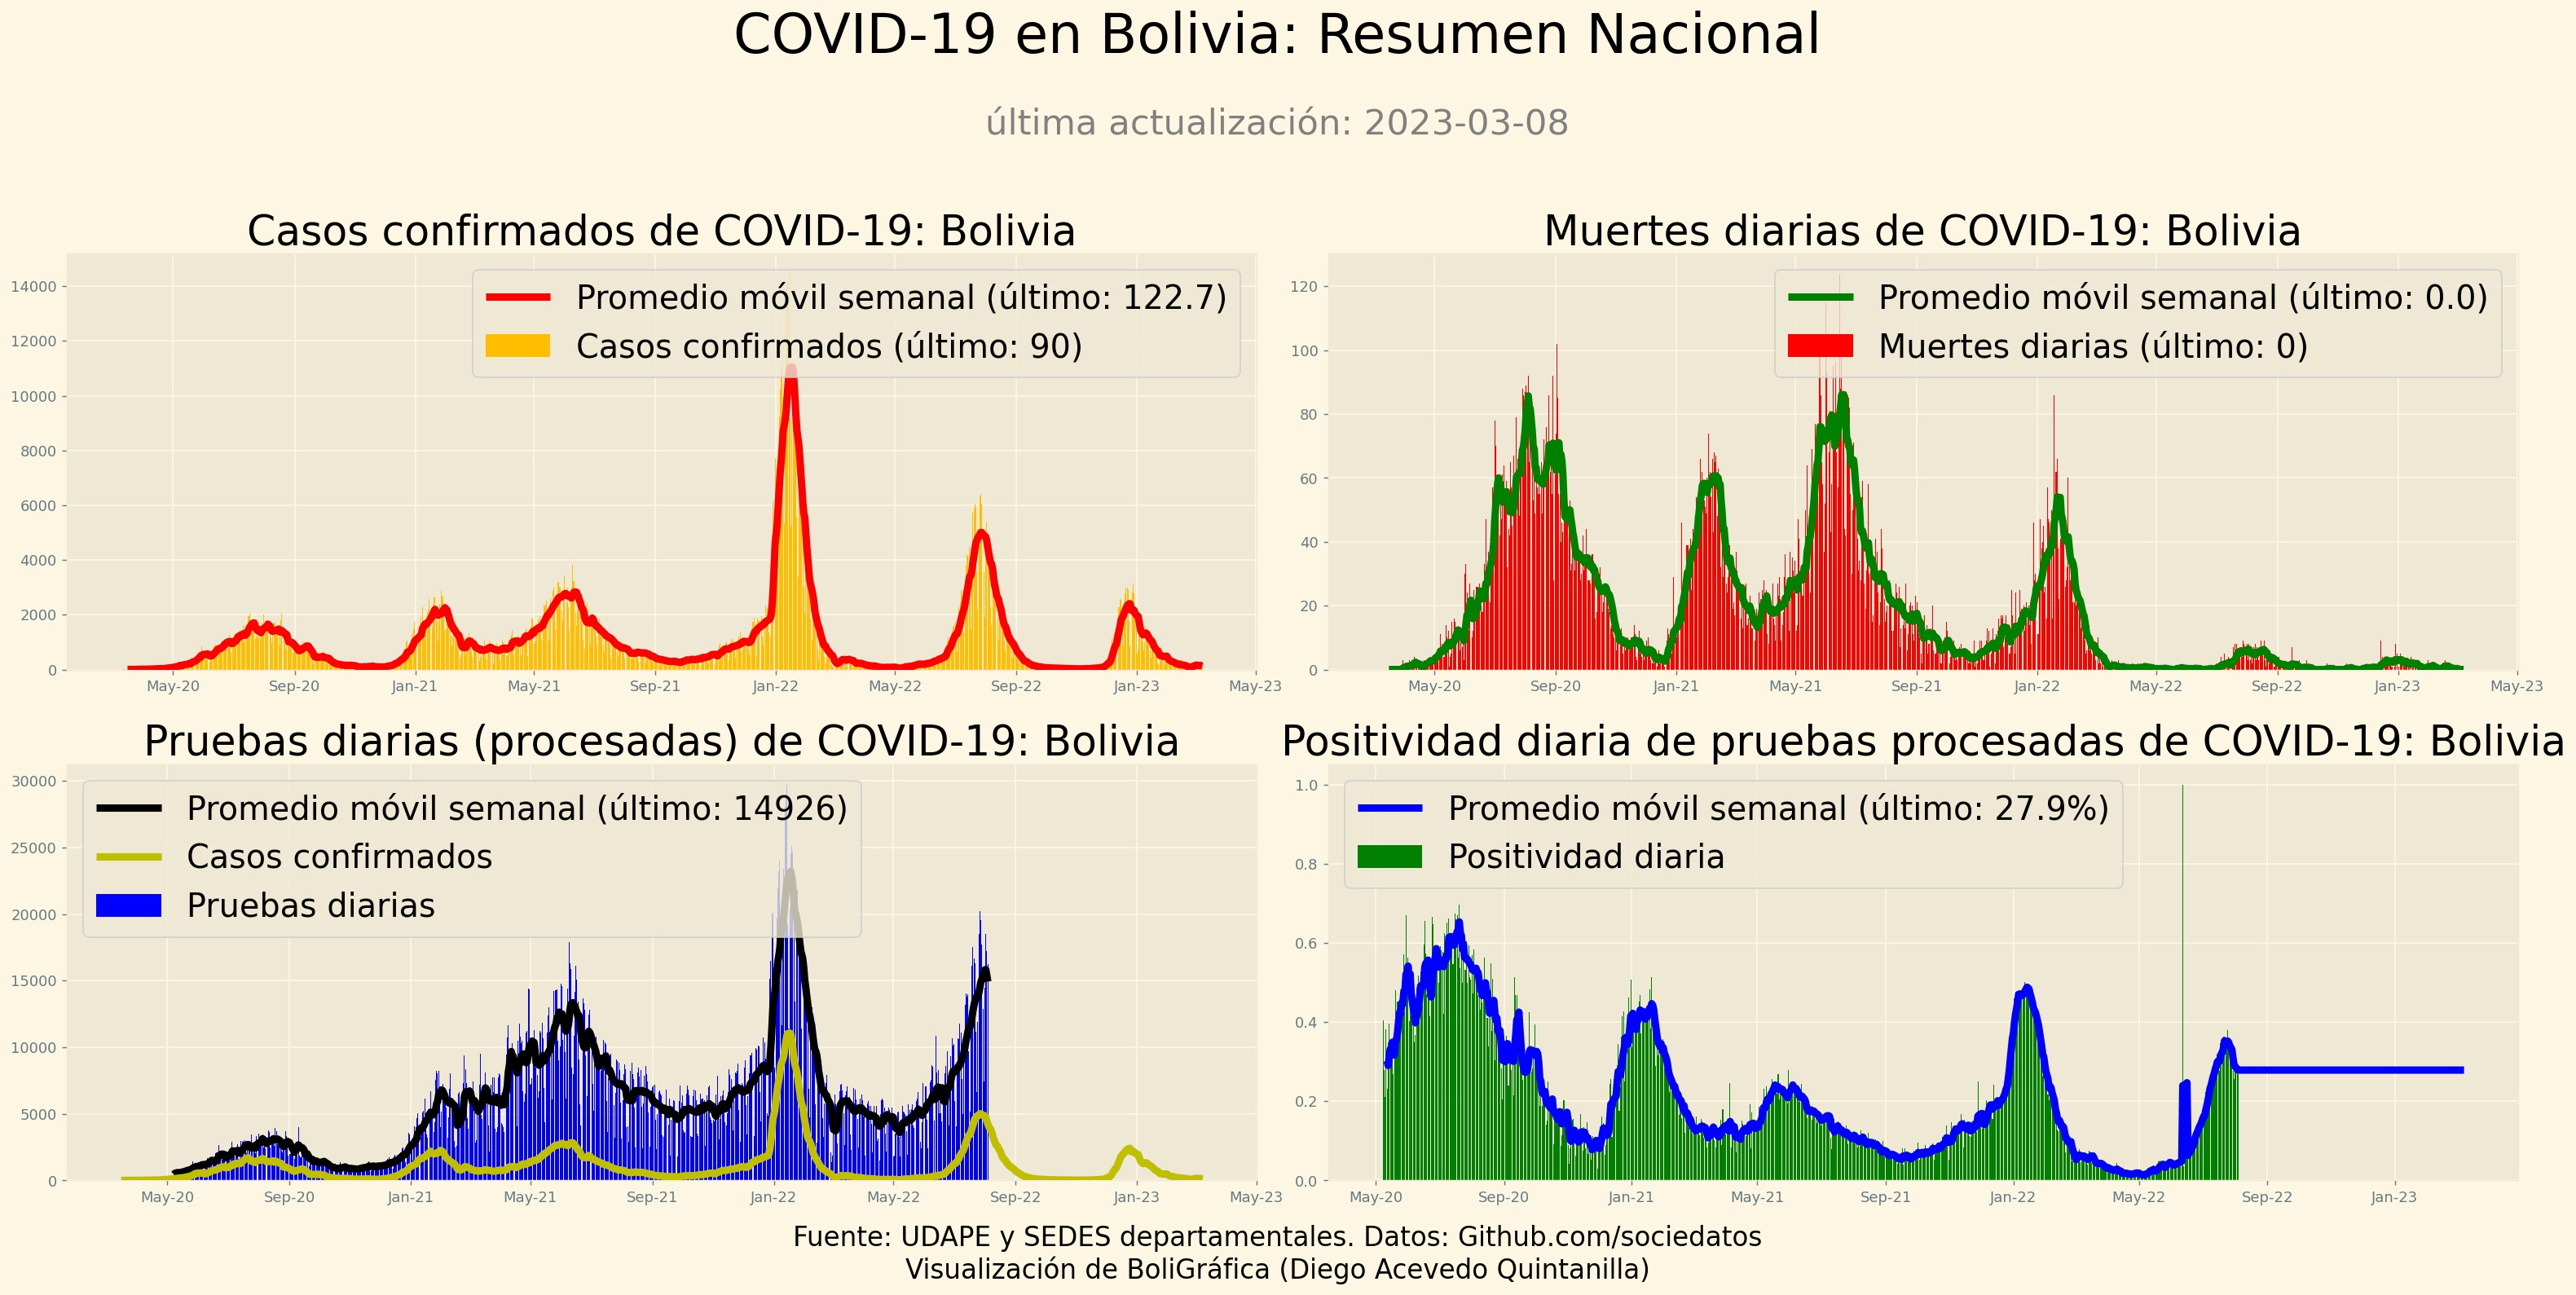 COVID-19 en Bolivia: Resumen Nacional
última actualización: 2023-03-08
Casos confirmados de COVID-19: Bolivia
Promedio móvil semanal (último: 122.7)
Casos confirmados (último: 90)
14000
12000
10000
8000
6000
4000
2000
0
May-20 Sep-20 Jan-21 May-21 Sep-21 Jan-22 May-22 Sep-22 Jan-23 May-23
Muertes diarias de COVID-19: Bolivia
Promedio móvil semanal (último: 0.0)
Muertes diarias (último: 0)
120
100
80
60
40
20
0
May-20 Sep-20 Jan-21 May-21 Sep-21 Jan-22 May-22 Sep-22 Jan-23 May-23
Pruebas diarias (procesadas) de COVID-19: Bolivia
Promedio móvil semanal (último: 14926)
Casos confirmados
Pruebas diarias
30000
25000
20000
15000
10000
5000
0
May-20 Sep-20 Jan-21 May-21 Sep-21 Jan-22 May-22 Sep-22 Jan-23 May-23
Positividad diaria de pruebas procesadas de COVID-19: Bolivia
Promedio móvil semanal (último: 27.9%)
Positividad diaria
1.0
0.8
0.6
0.4
0.2
0.0
May-20 Sep-20 Jan-21 May-21 Sep-21 Jan-22 May-22 Sep-22 Jan-23
Fuente: UDAPE y SEDES departamentales. Datos: Github.com/sociedatos
Visualización de BoliGráfica (Diego Acevedo Quintanilla)